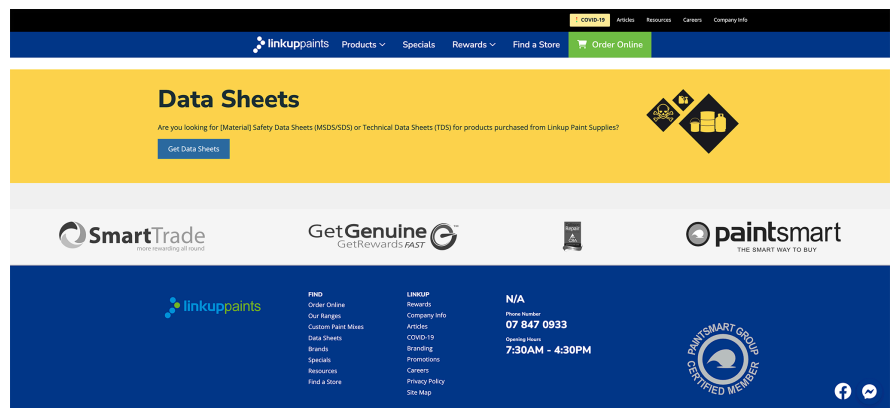 ! COVID-19 Articles Resources Careers Company Info
linkuppaints Products Specials Rewards Find a Store Order Online
Data Sheets
Are you looking for [Material] Safety Data Sheets (MSDS/SDS) or Technical Data Sheets (TDS) for products purchased from Linkup Paint Supplies?
Get Data Sheets
SmartTrade
more rewarding all round
GetGenuine
GetRewards FAST
Repair
CRA
paintsmart
THE SMART WAY TO BUY
linkuppaints
FIND
Order Online
Our Ranges
Custom Paint Mixes
Data Sheets
Brands
Specials
Resources
Find a Store
LINKUP
Rewards
Company Info
Articles
COVID-19
Branding
Promotions
Careers
Privacy Policy
Site Map
N/A
Phone Number
07 847 0933
Opening Hours
7:30AM - 4:30PM
PAINTSMART GROUP
CERTIFIED MEMBER